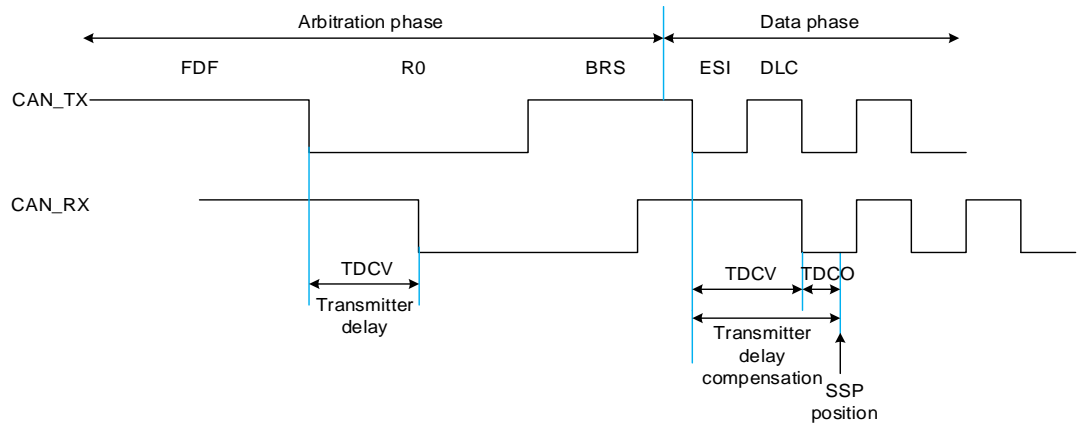 Arbitration phase
Data phase
FDF
R0
BRS
ESI
DLC
CAN_TX
CAN_RX
TDCV
Transmitter
delay
TDCV
TDCO
Transmitter
delay
compensation
SSP
position